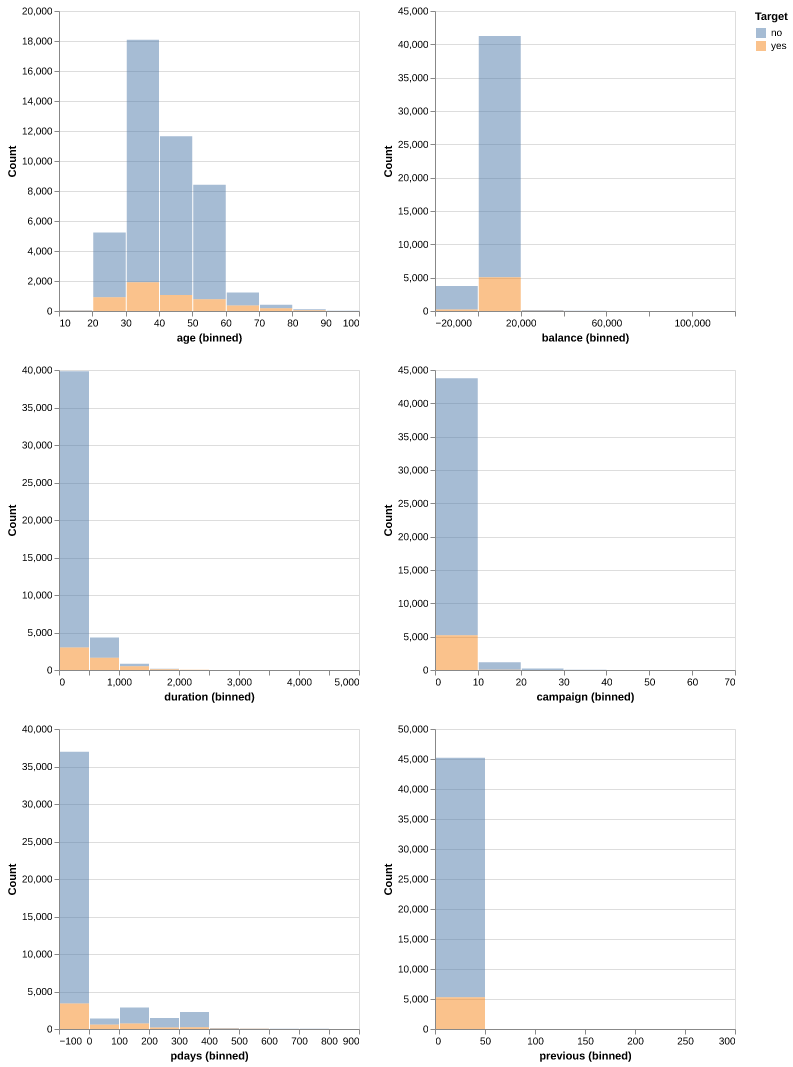 20,000
18,000
16,000
14,000
12,000
10,000
8,000
6,000
4,000
2,000
0
Count
10 20 30 40 50 60 70 80 90 100
age (binned)
45,000
40,000
35,000
30,000
25,000
20,000
15,000
10,000
5,000
0
Count
−20,000 20,000 60,000 100,000
balance (binned)
Target
no
yes
40,000
35,000
30,000
25,000
20,000
15,000
10,000
5,000
0
Count
0 1,000 2,000 3,000 4,000 5,000
duration (binned)
45,000
40,000
35,000
30,000
25,000
20,000
15,000
10,000
5,000
0
Count
0 10 20 30 40 50 60 70
campaign (binned)
40,000
35,000
30,000
25,000
20,000
15,000
10,000
5,000
0
Count
−100 0 100 200 300 400 500 600 700 800 900
pdays (binned)
50,000
45,000
40,000
35,000
30,000
25,000
20,000
15,000
10,000
5,000
0
Count
0 50 100 150 200 250 300
previous (binned)